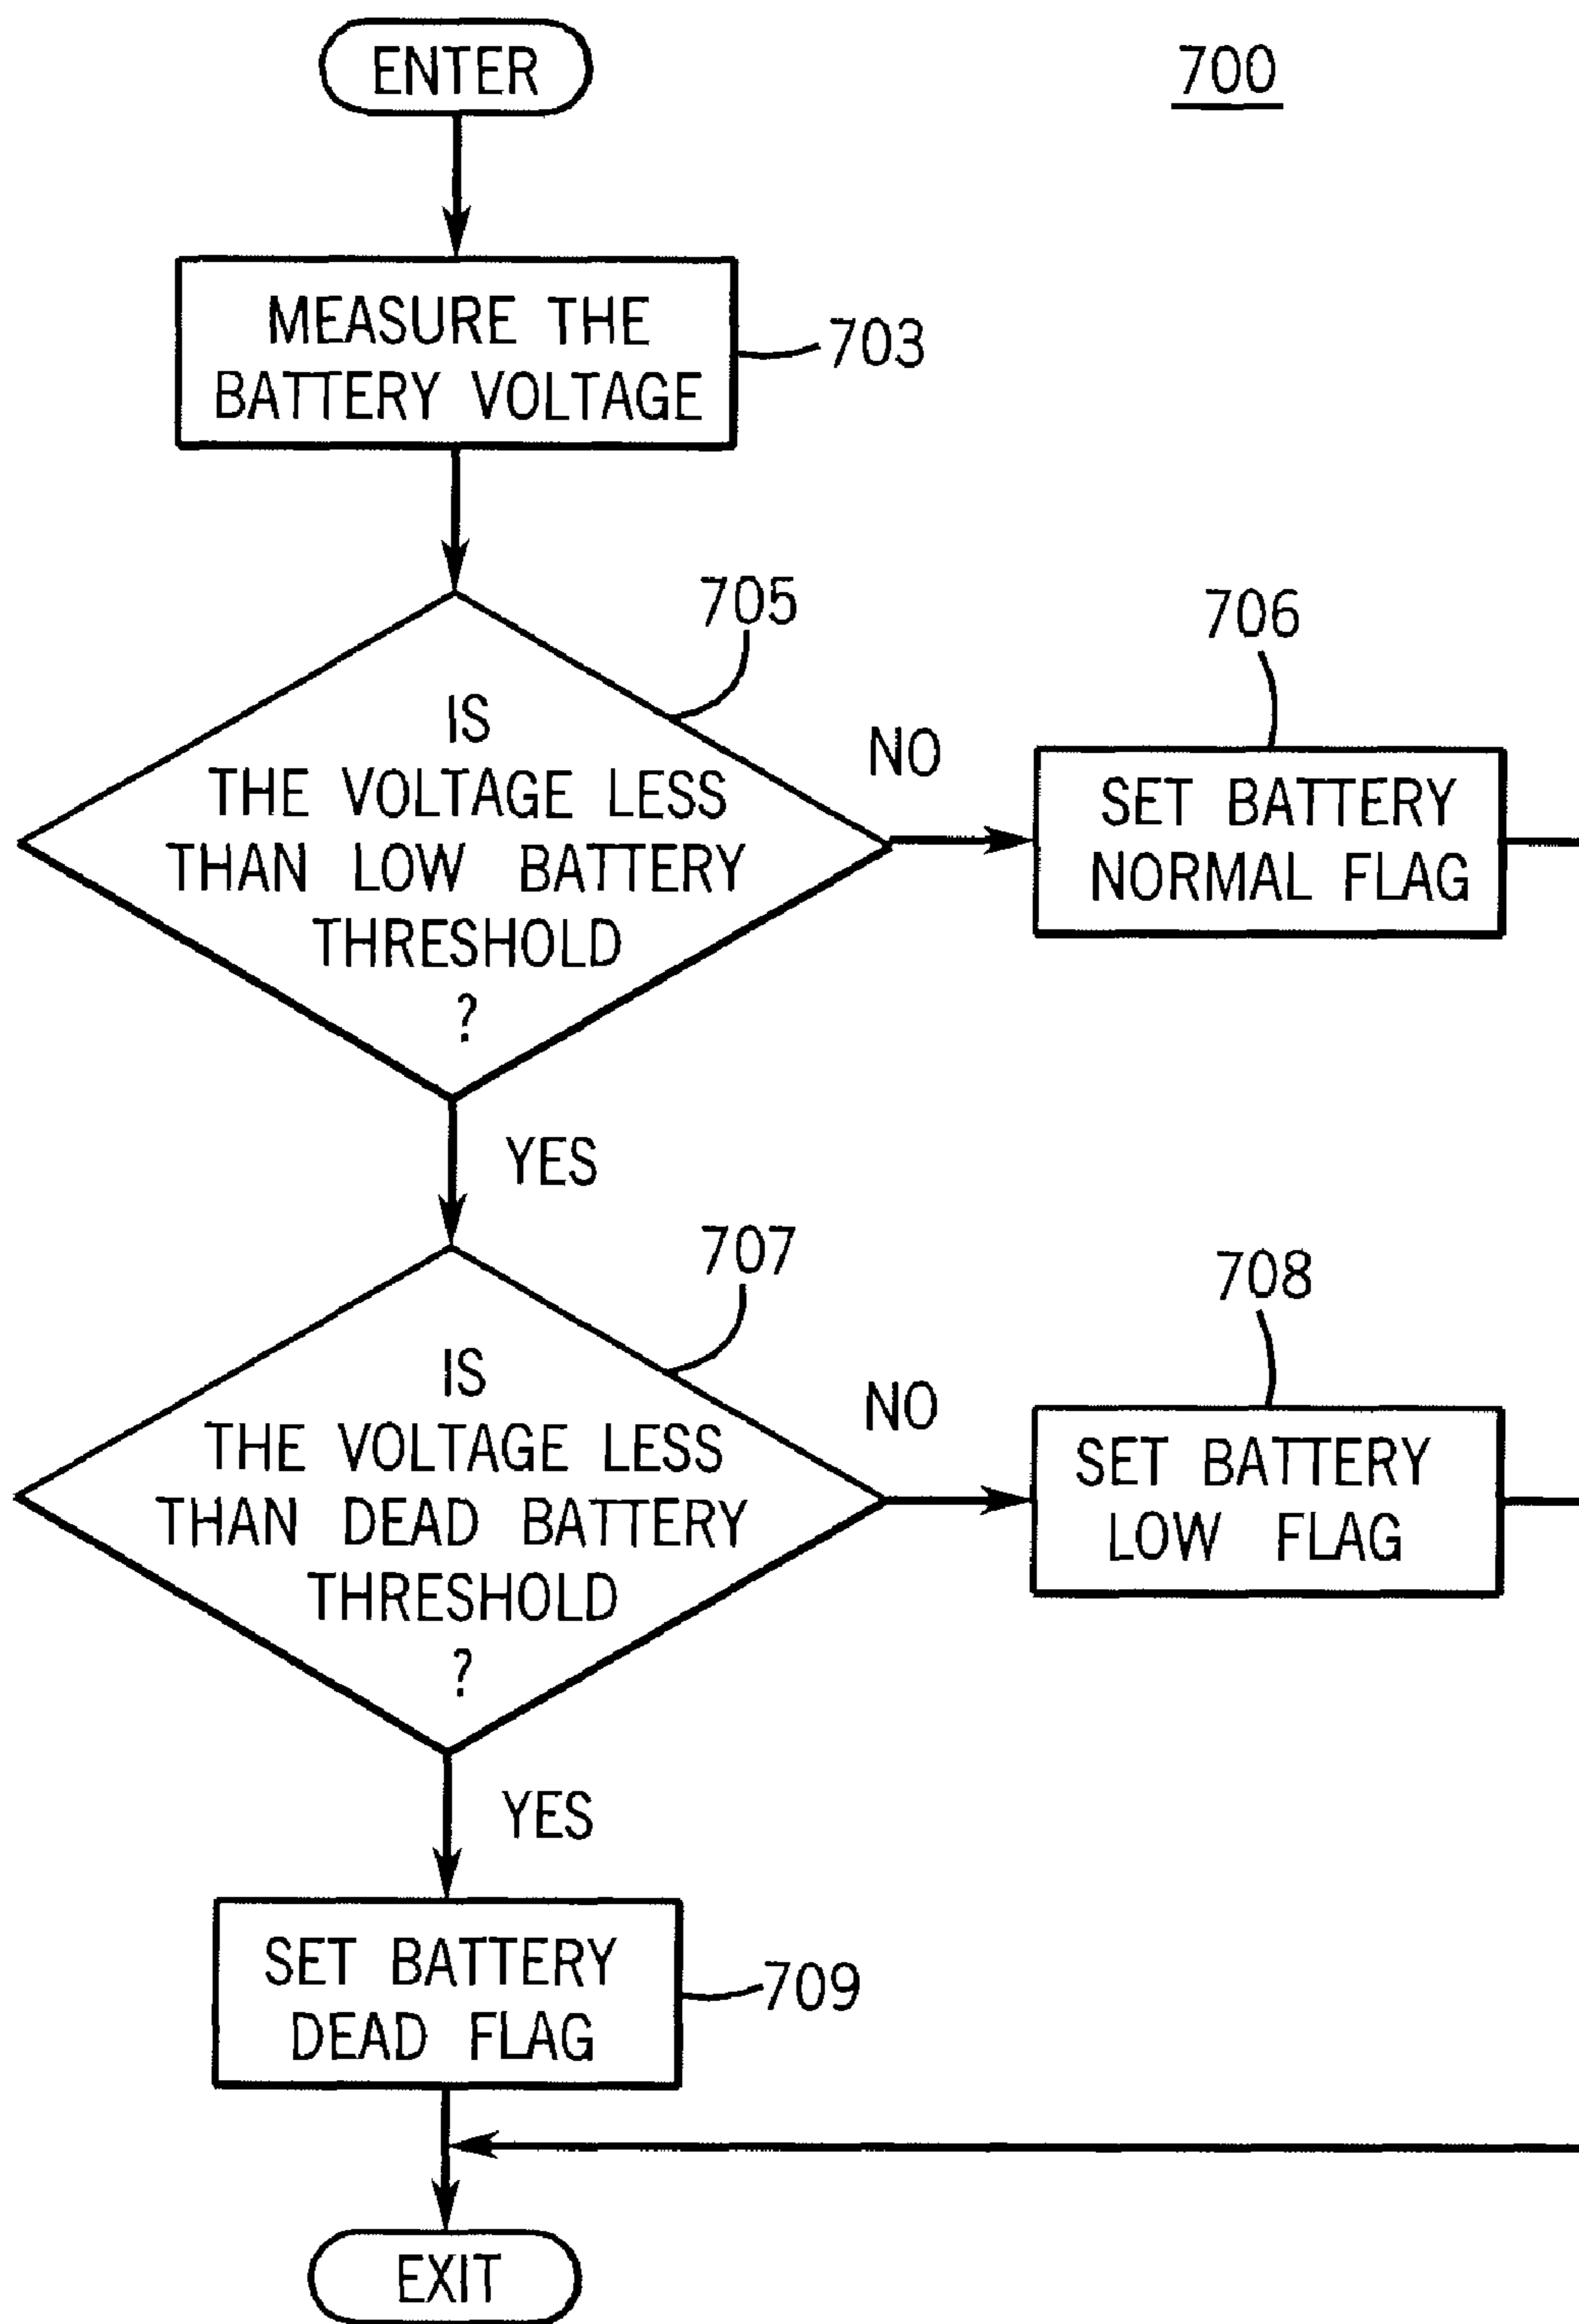 ENTER
700
MEASURE THE
BATTERY VOLTAGE
703
705
IS
THE VOLTAGE LESS
THAN LOW BATTERY
THRESHOLD
?
NO
706
SET BATTERY
NORMAL FLAG
YES
707
IS
THE VOLTAGE LESS
THAN DEAD BATTERY
THRESHOLD
?
NO
708
SET BATTERY
LOW FLAG
YES
SET BATTERY
DEAD FLAG
709
EXIT